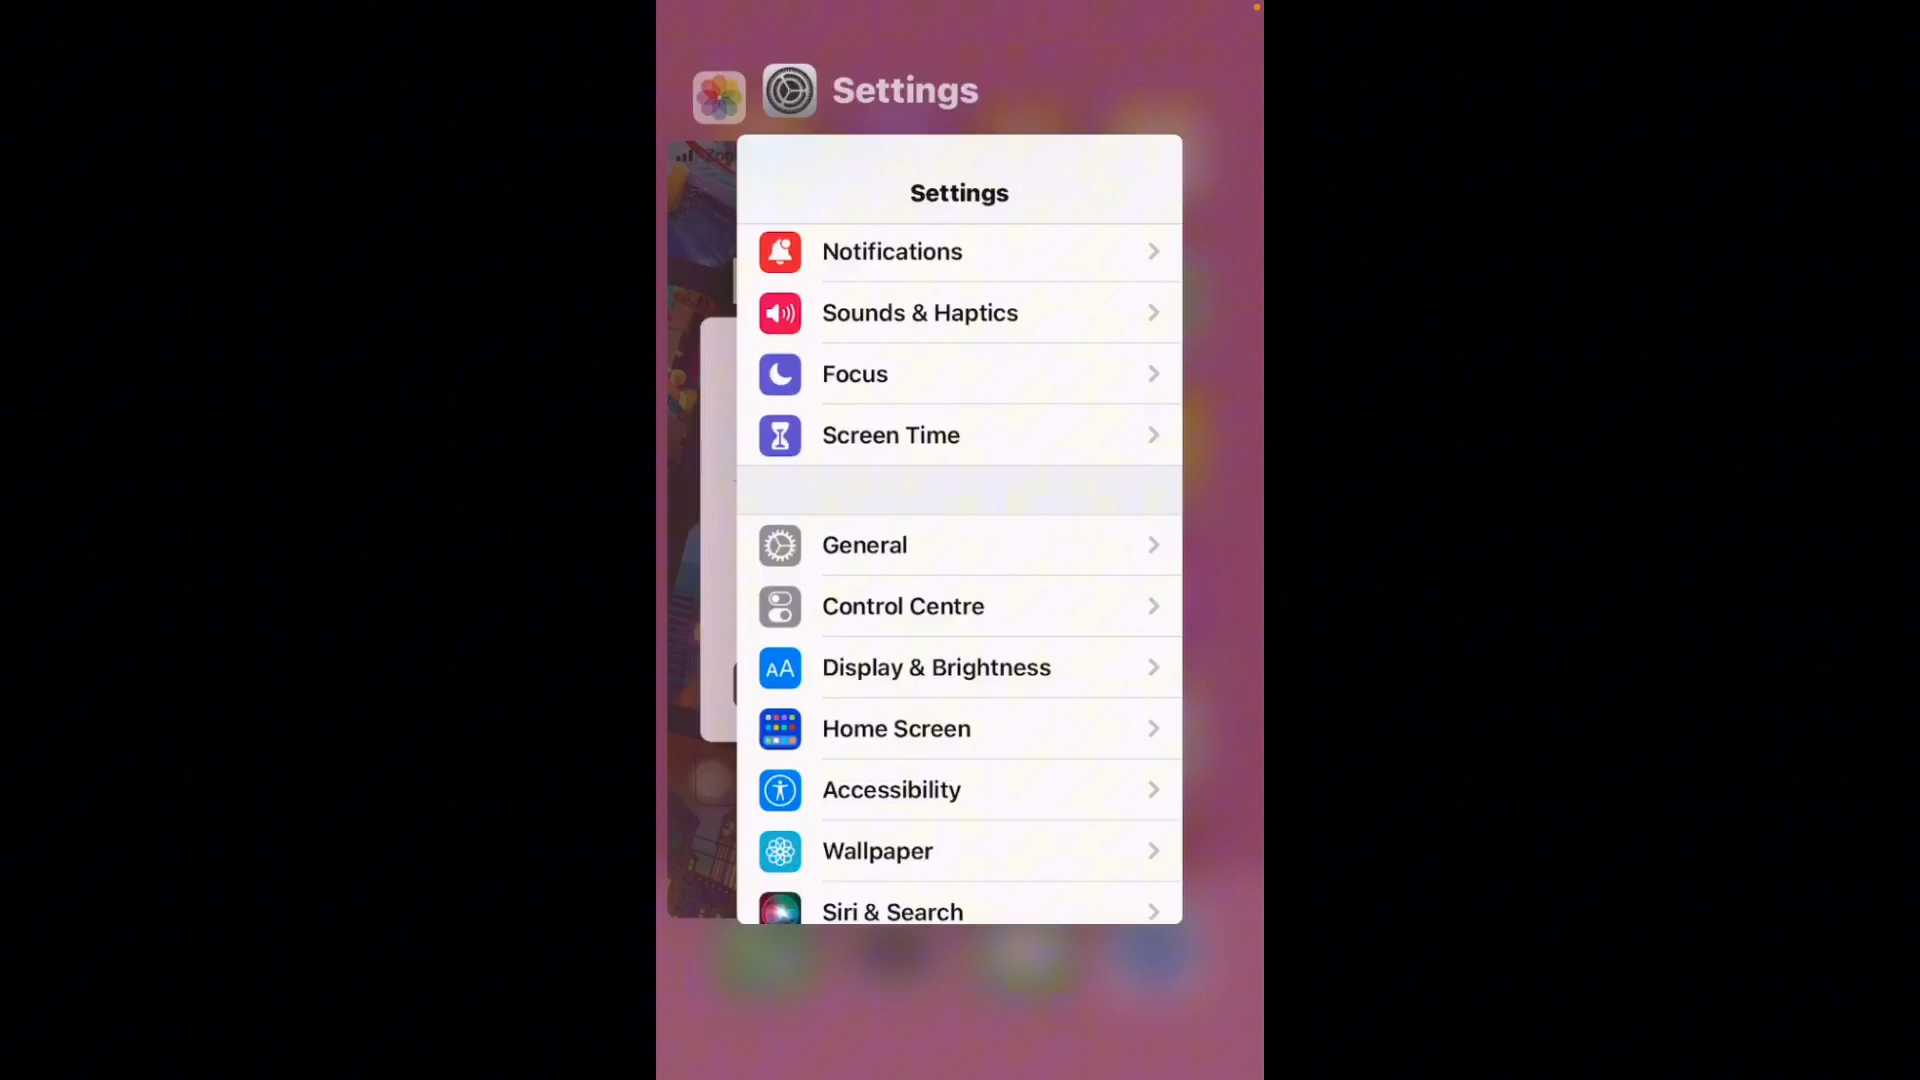 Settings
Settings
Notifications
Sounds & Haptics
Focus
Screen Time
General
Control Centre
AA
Display & Brightness
Home Screen
Accessibility
Wallpaper
Siri & Search